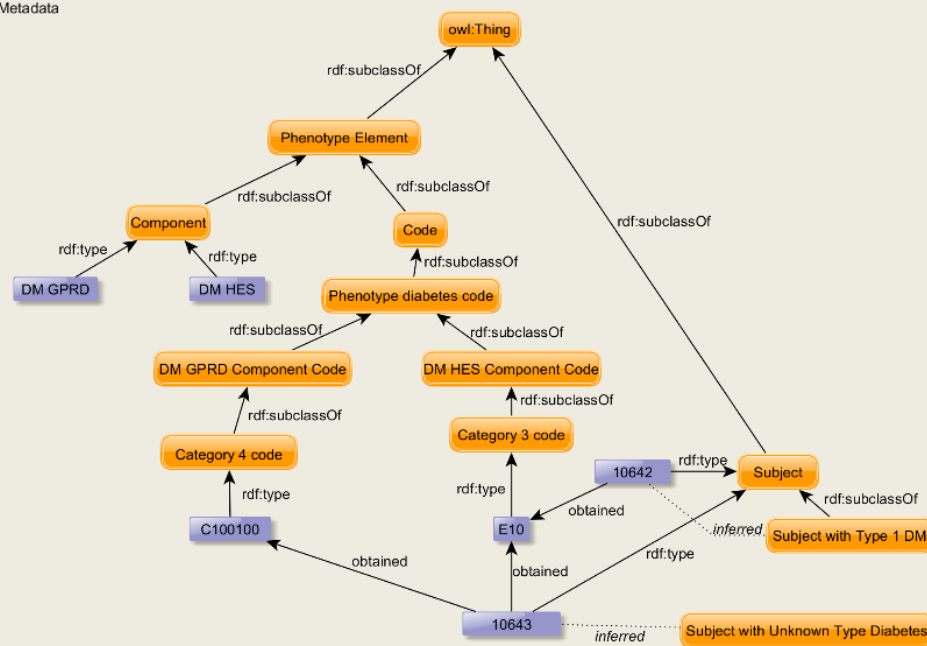 Metadata
owl:Thing
rdf:subclassOf
Phenotype Element
rdf:subclassOf
rdf:subclassOf
Component
Code
rdf:subclassOf
rdf:type
rdf:type
rdf:subclassOf
DM GPRD
DM HES
Phenotype diabetes code
rdf:subclassOf
rdf:subclassOf
DM GPRD Component Code
DM HES Component Code
rdf:subclassOf
rdf:subclassOf
Category 3 code
Category 4 code
rdf:type
10642
Subject
rdf:type
rdf:type
rdf:subclassOf
obtained
C100100
E10
inferred
Subject with Type 1 DM
rdf:type
obtained
obtained
10643
inferred
Subject with Unknown Type Diabetes